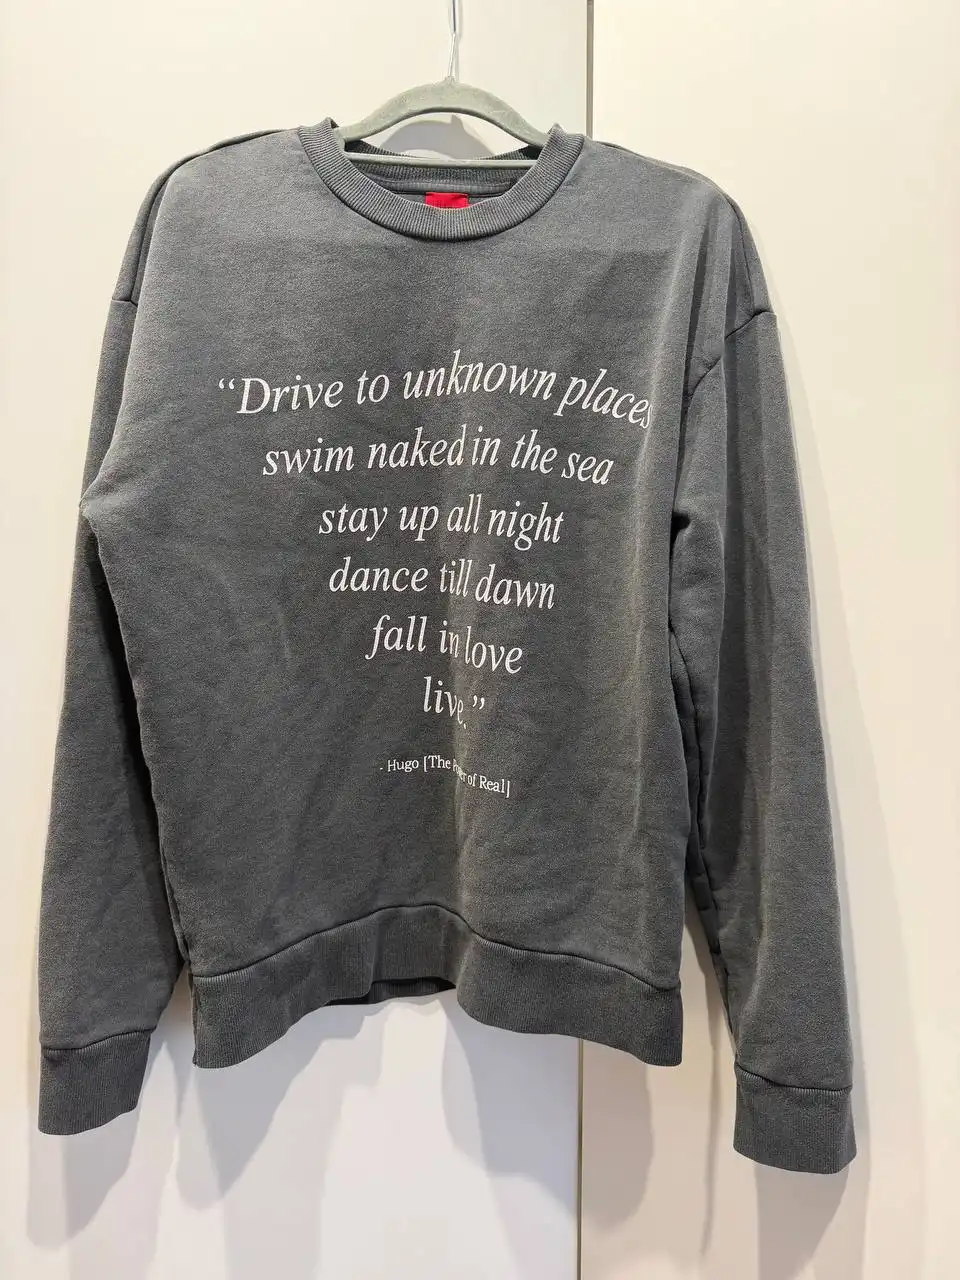 “Drive to unknown places
swim naked in the sea
stay up all night
dance till dawn
fall in love
live.”
- Hugo [The Power of Real]